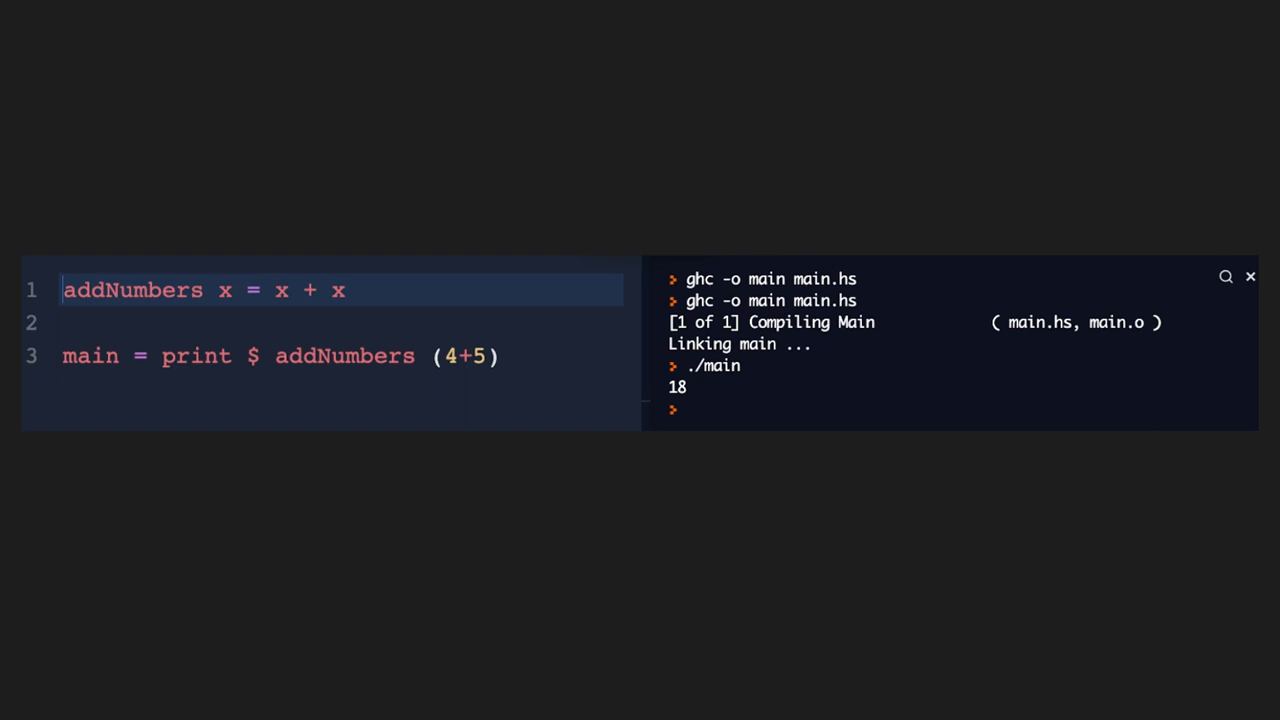 1 addNumbers x = x + x
2
3 main = print $ addNumbers (4+5)
> ghc -o main main.hs
> ghc -o main main.hs
[1 of 1] Compiling Main ( main.hs, main.o )
Linking main ...
> ./main
18
>